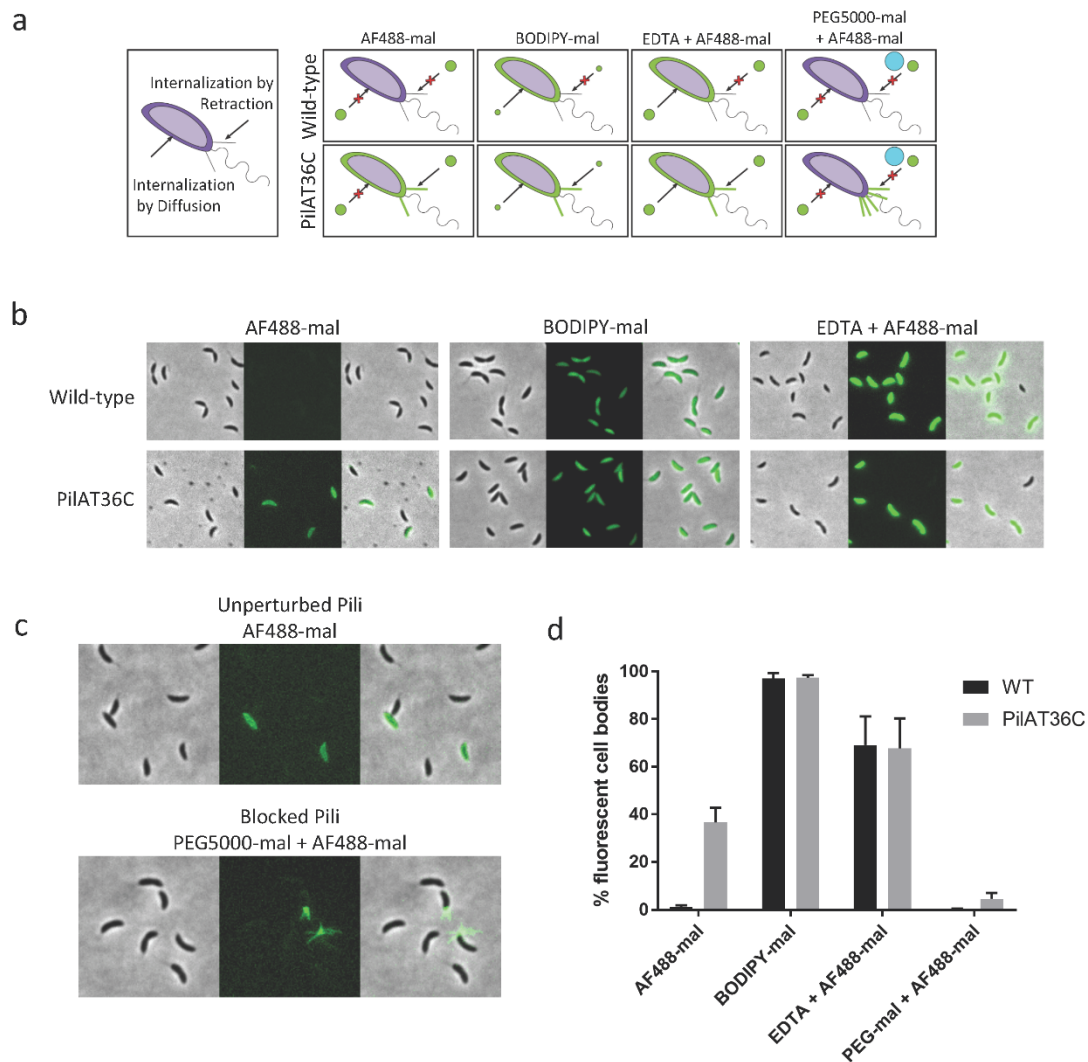 a
AF488-mal
BODIPY-mal
EDTA + AF488-mal
PEG5000-mal
+ AF488-mal
Internalization by
Retraction
Internalization
by Diffusion
Wild-type
PilAT36C
b
AF488-mal
BODIPY-mal
EDTA + AF488-mal
Wild-type
PilAT36C
c
Unperturbed Pili
AF488-mal
Blocked Pili
PEG5000-mal + AF488-mal
d
% fluorescent cell bodies
100
80
60
40
20
0
WT
PilAT36C
AF488-mal
BODIPY-mal
EDTA + AF488-mal
PEG-mal + AF488-mal